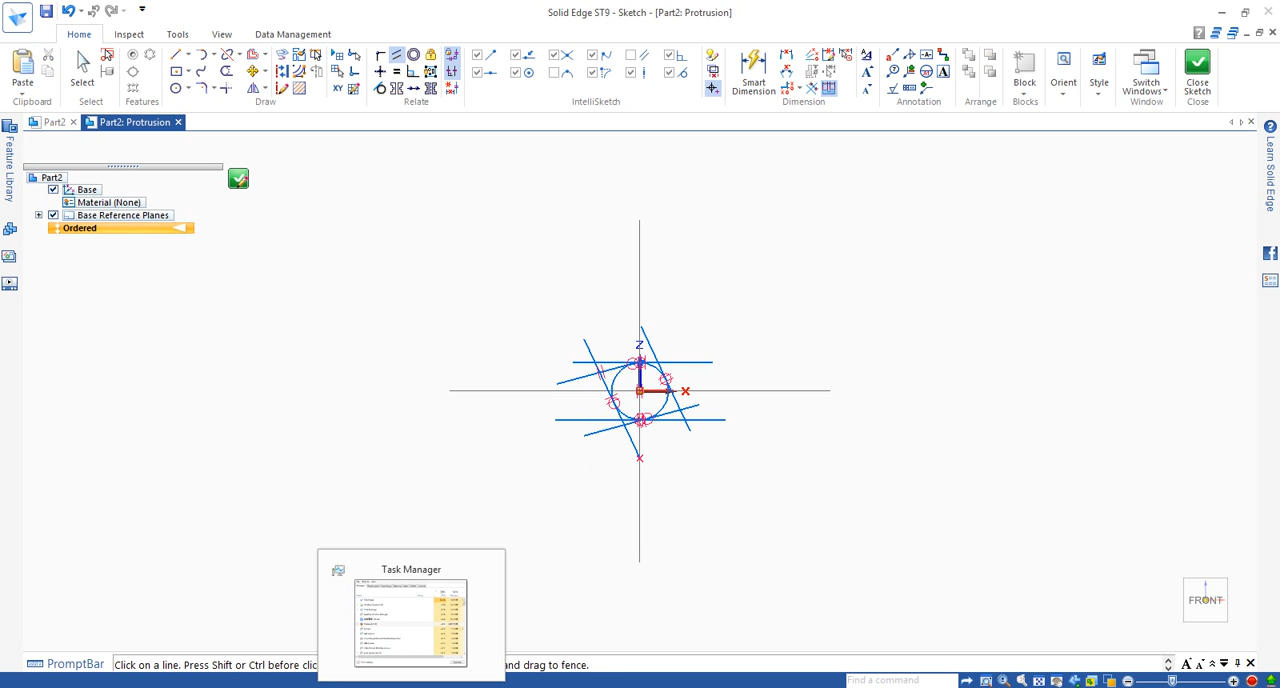 Solid Edge ST9 - Sketch - [Part2: Protrusion]
Home Inspect Tools View Data Management
Paste Select Smart Dimension Block Orient Style Switch Windows Close Sketch
XY
Clipboard Select Features Draw Relate IntelliSketch Dimension Annotation Arrange Blocks Window Close
Part2 Part2: Protrusion
Feature Library
Learn Solid Edge
Part2
Base
Material (None)
Base Reference Planes
Ordered
Z
X
FRONT
Task Manager
PromptBar Click on a line. Press Shift or Ctrl before clic and drag to fence.
Find a command